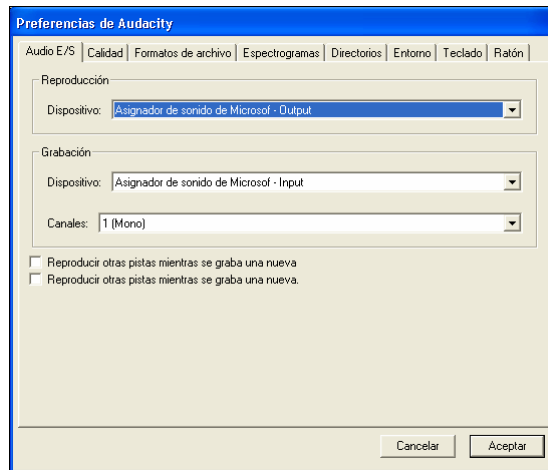 Preferencias de Audacity
Audio E/S Calidad Formatos de archivo Espectrogramas Directorios Entorno Teclado Ratón
Reproducción
Dispositivo: Asignador de sonido de Microsof - Output
Grabación
Dispositivo: Asignador de sonido de Microsof - Input
Canales: 1 (Mono)
Reproducir otras pistas mientras se graba una nueva
Reproducir otras pistas mientras se graba una nueva.
Cancelar Aceptar